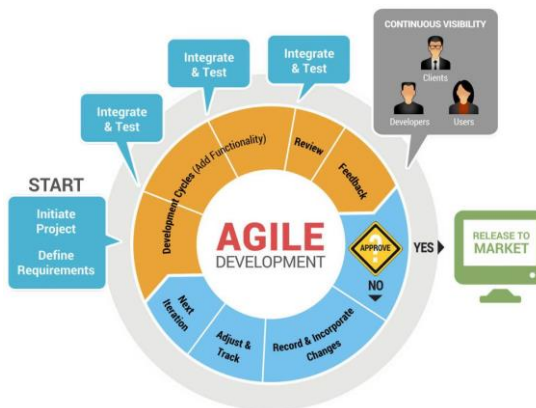 CONTINUOUS VISIBILITY
Clients
Developers
Users
Integrate
& Test
Integrate
& Test
Integrate
& Test
START
Initiate
Project
Define
Requirements
Development Cycles (Add Functionality)
Review
Feedback
AGILE
DEVELOPMENT
APPROVE
YES
NO
RELEASE TO
MARKET
Record & Incorporate
Changes
Adjust &
Track
Next
Iteration